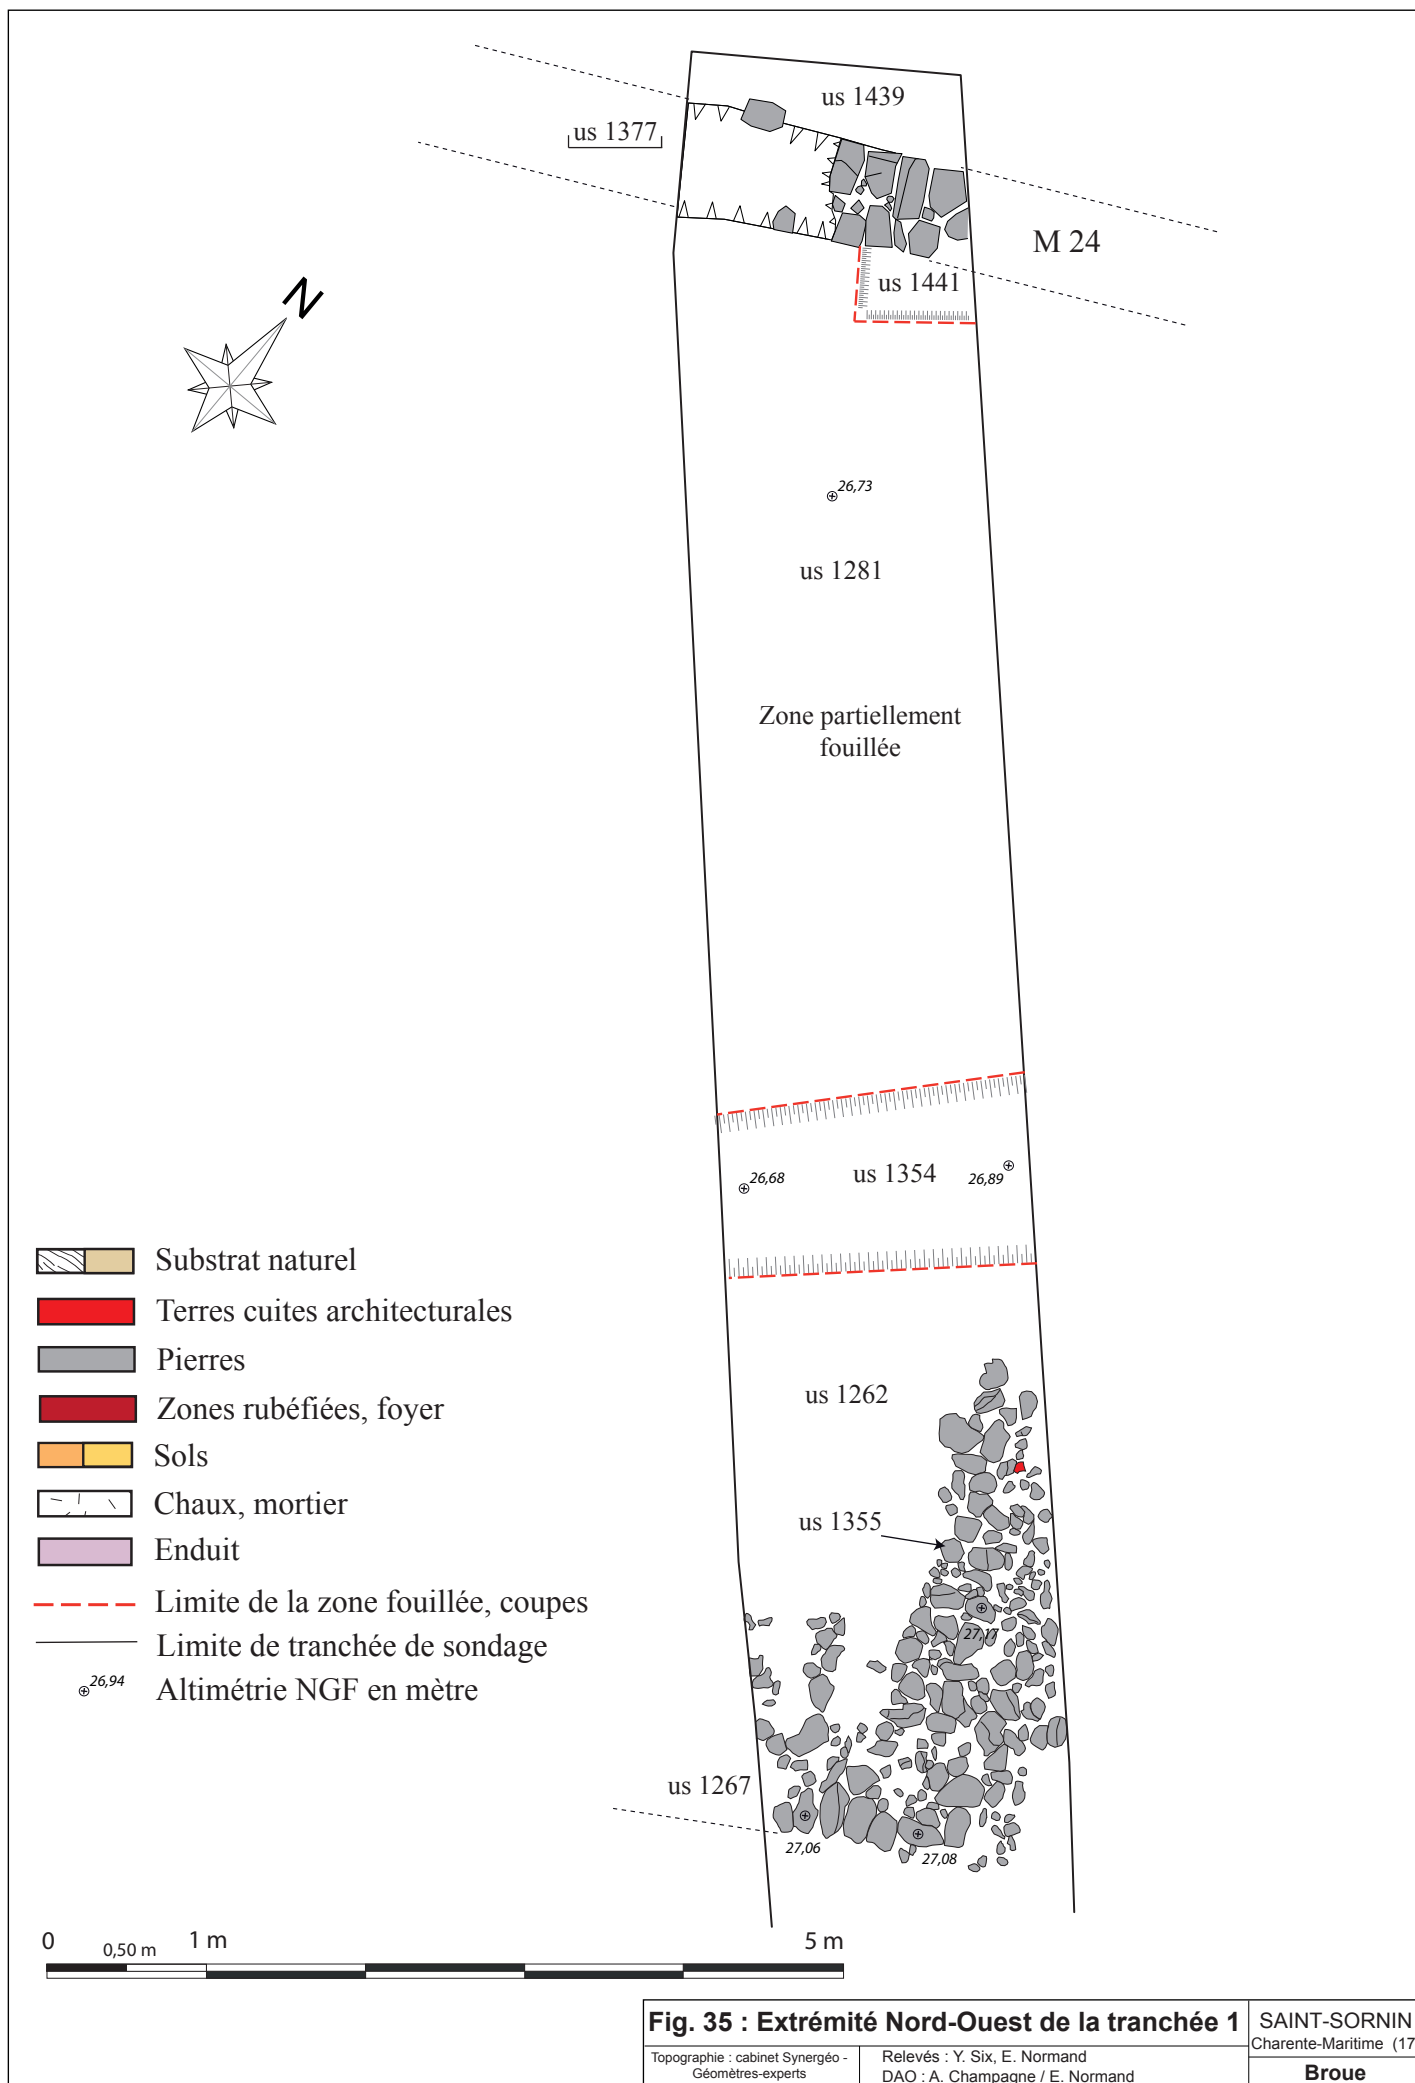 us 1439
us 1377
M 24
us 1441
N
26,73
us 1281
Zone partiellement
fouillée
26,68
us 1354
26,89
Substrat naturel
Terres cuites architecturales
Pierres
Zones rubéfiées, foyer
Sols
Chaux, mortier
Enduit
Limite de la zone fouillée, coupes
Limite de tranchée de sondage
26,94
Altimétrie NGF en mètre
us 1262
us 1355
27,17
us 1267
27,06
27,08
0
0,50 m
1 m
5 m
Fig. 35 : Extrémité Nord-Ouest de la tranchée 1
Topographie : cabinet Synergéo -
Géomètres-experts
Relevés : Y. Six, E. Normand
DAO : A. Champagne / E. Normand
SAINT-SORNIN
Charente-Maritime (17
Broue